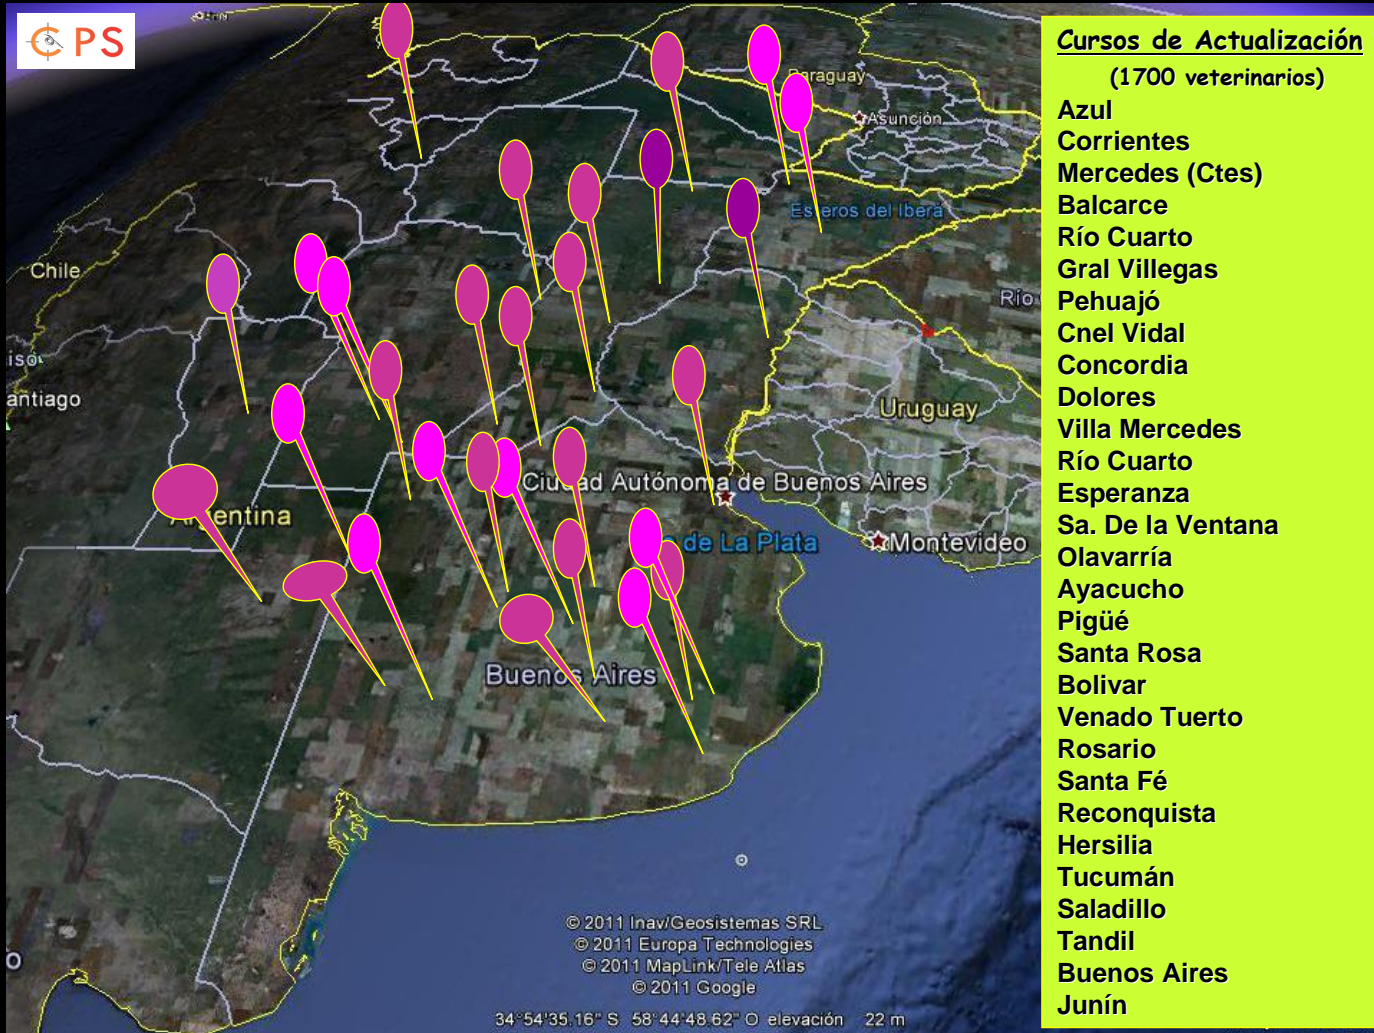 C PS
Paraguay
Asunción
Esteros del Iberá
Chile
Río
iso
antiago
Uruguay
Ciudad Autónoma de Buenos Aires
Argentina
de La Plata
Montevideo
Buenos Aires
o
© 2011 Inav/Geosistemas SRL
© 2011 Europa Technologies
© 2011 MapLink/Tele Atlas
© 2011 Google
34°54'35.16" S 58°44'48.62" O elevación 22 m
Cursos de Actualización
(1700 veterinarios)
Azul
Corrientes
Mercedes (Ctes)
Balcarce
Río Cuarto
Gral Villegas
Pehuajó
Cnel Vidal
Concordia
Dolores
Villa Mercedes
Río Cuarto
Esperanza
Sa. De la Ventana
Olavarría
Ayacucho
Pigüé
Santa Rosa
Bolivar
Venado Tuerto
Rosario
Santa Fé
Reconquista
Hersilia
Tucumán
Saladillo
Tandil
Buenos Aires
Junín